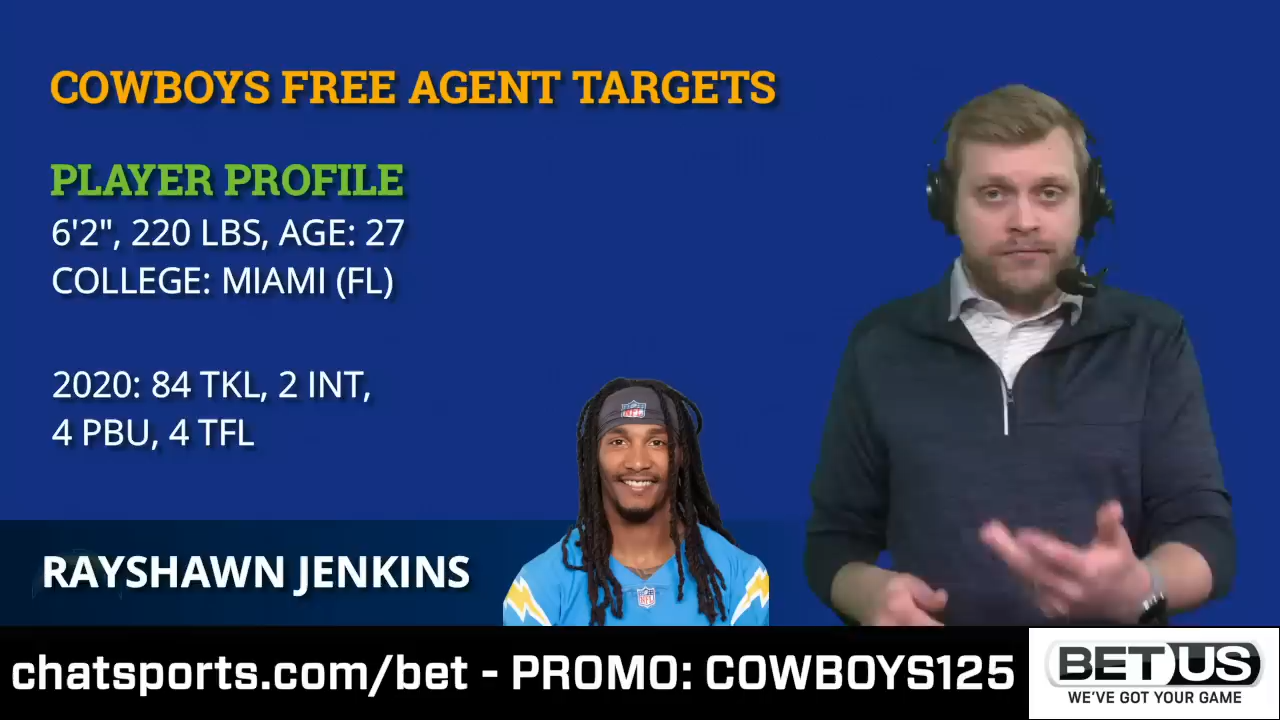 COWBOYS FREE AGENT TARGETS
PLAYER PROFILE
6'2", 220 LBS, AGE: 27
COLLEGE: MIAMI (FL)
2020: 84 TKL, 2 INT,
4 PBU, 4 TFL
RAYSHAWN JENKINS
chatsports.com/bet - PROMO: COWBOYS125
BETUS
WE'VE GOT YOUR GAME